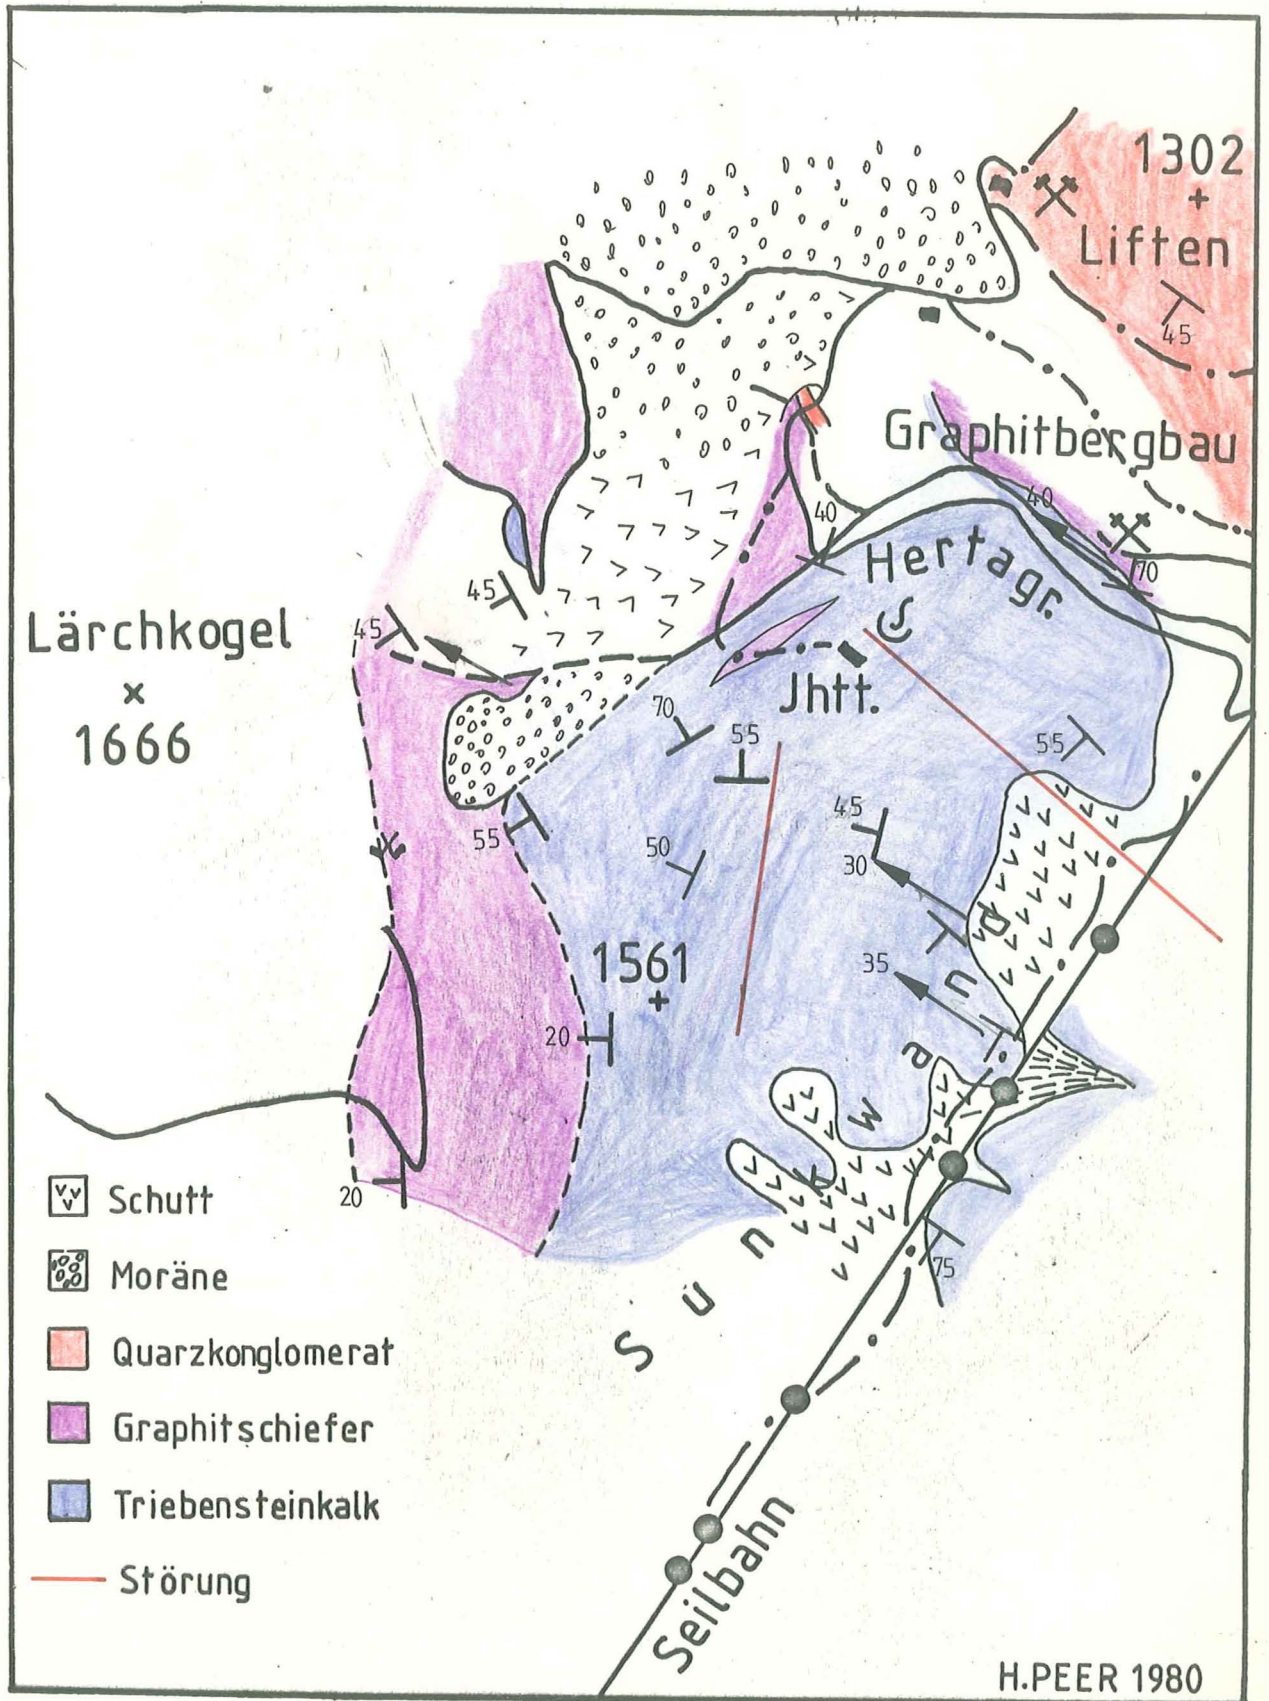 1302
Liften
45
Graphitbergbau
40
40
70
Hertagr.
45
Lärchkogel
1666
45
Jhtt.
70
55
55
55
50
45
30
1561
35
20
Sunkwand
20
75
Schutt
Moräne
Quarzkonglomerat
Graphitschiefer
Triebensteinkalk
Störung
Seilbahn
H.PEER 1980